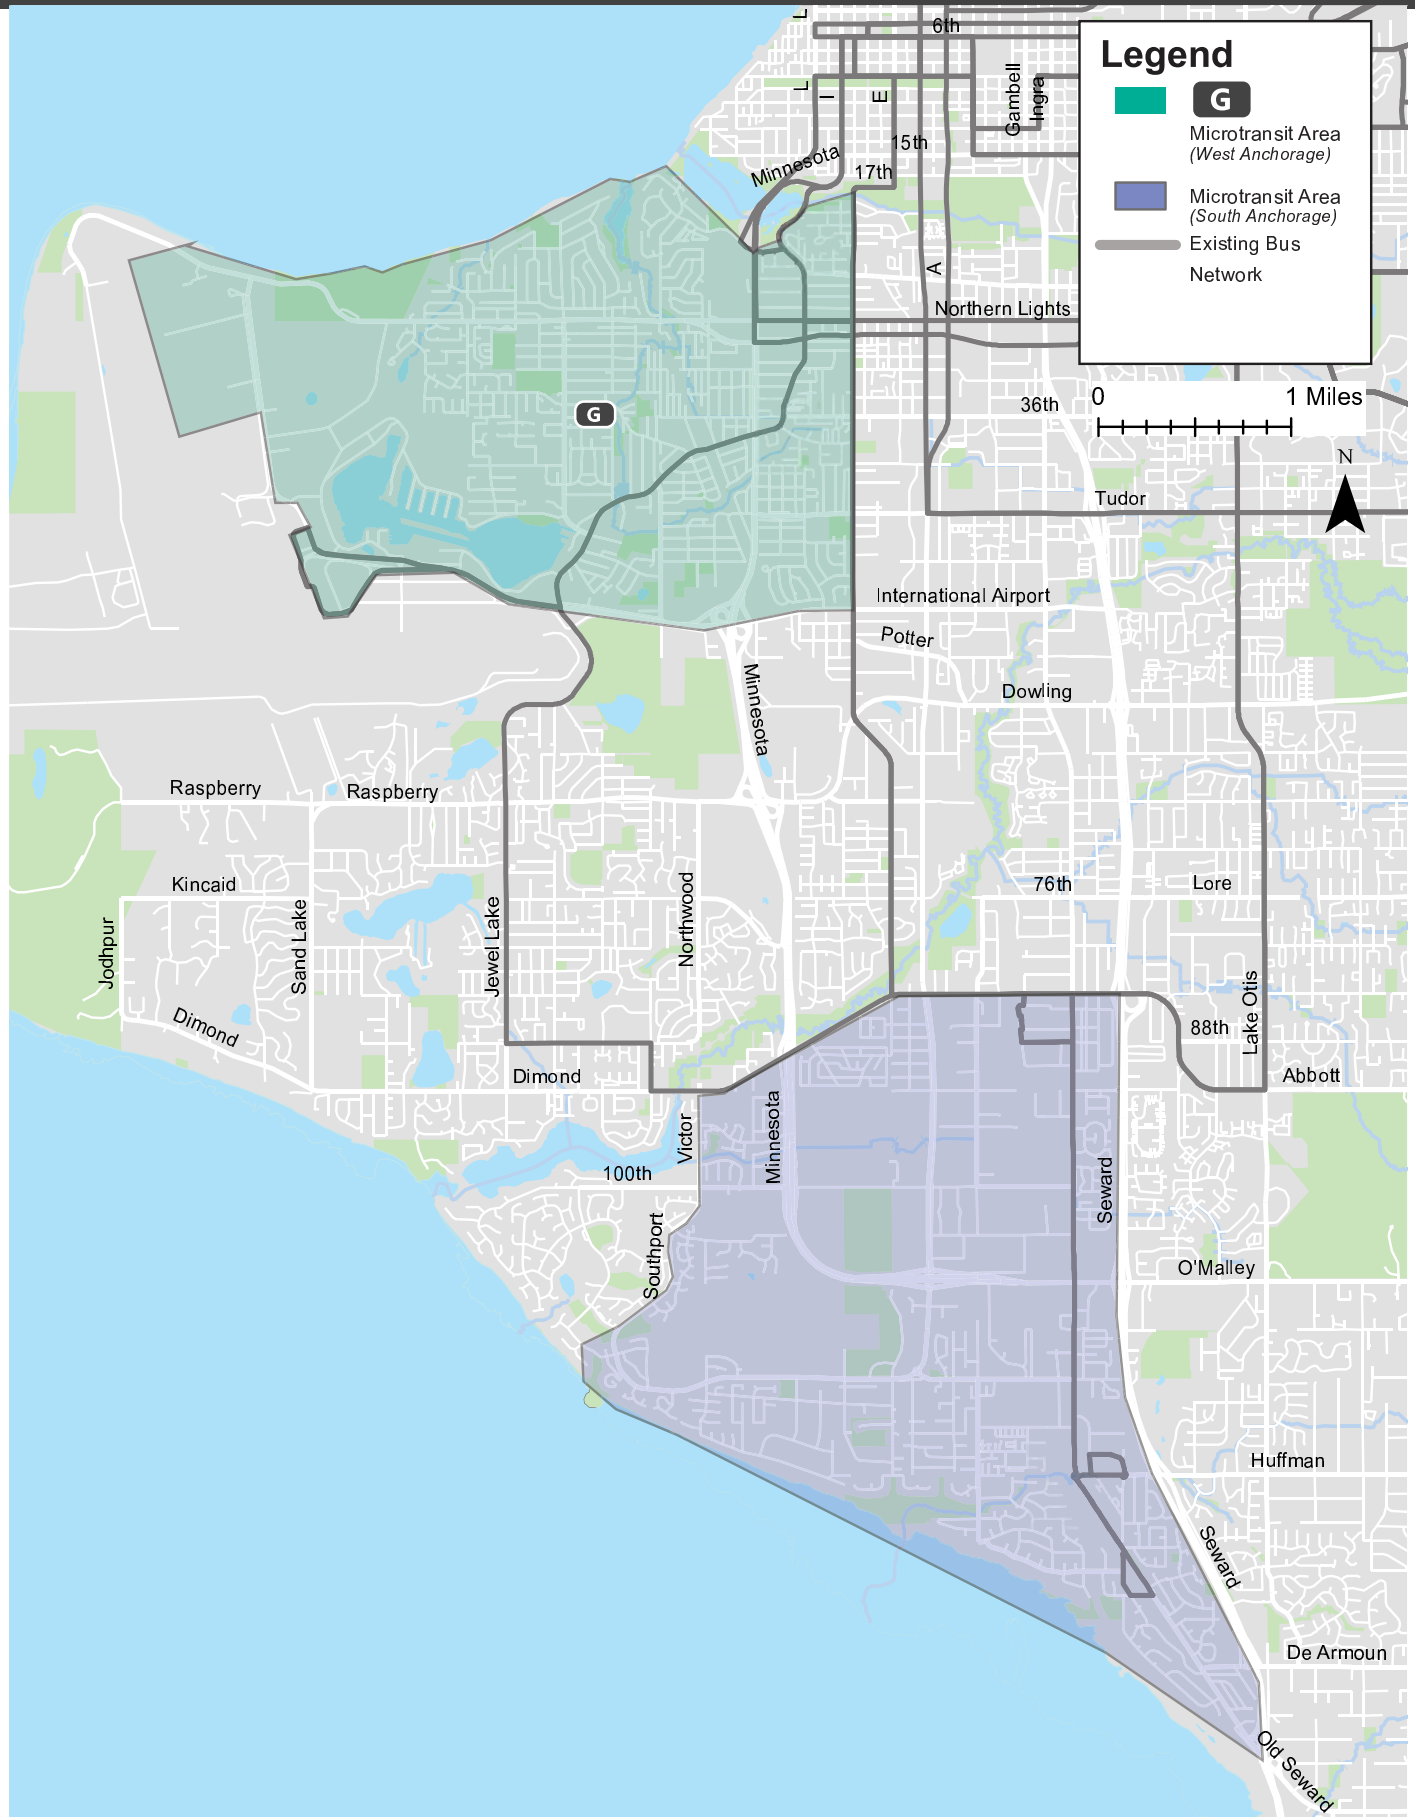 L
6th
Legend
G
Microtransit Area
(West Anchorage)
Microtransit Area
(South Anchorage)
Existing Bus
Network
L
I
E
Gambell
Ingra
15th
Minnesota
17th
A
Northern Lights
0
1 Miles
36th
G
N
Tudor
International Airport
Potter
Minnesota
Dowling
Raspberry
Raspberry
Kincaid
76th
Lore
Jodhpur
Sand Lake
Jewel Lake
Northwood
Lake Otis
Dimond
88th
Dimond
Abbott
Victor
Minnesota
100th
Seward
Southport
O'Malley
Huffman
Seward
De Armoun
Old Seward